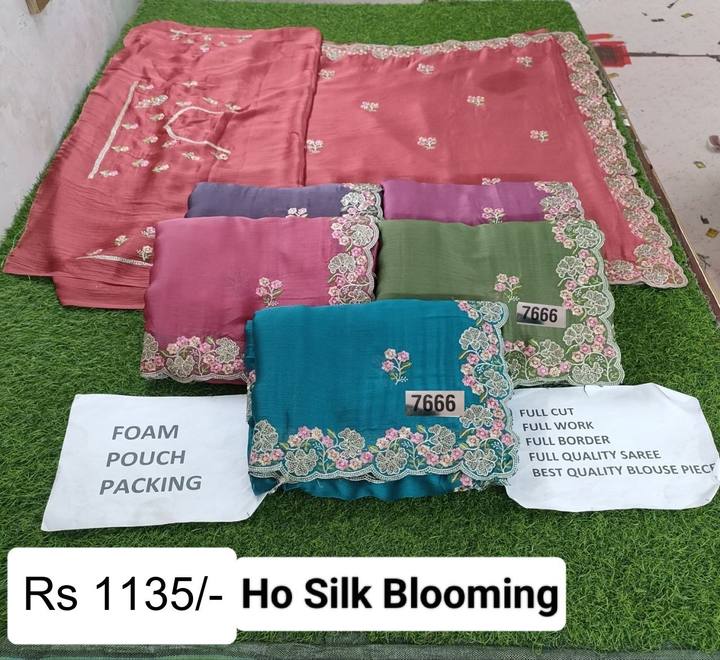 7666
7666
FOAM
POUCH
PACKING
FULL CUT
FULL WORK
FULL BORDER
FULL QUALITY SAREE
BEST QUALITY BLOUSE PIECE
Rs 1135/-
Ho Silk Blooming